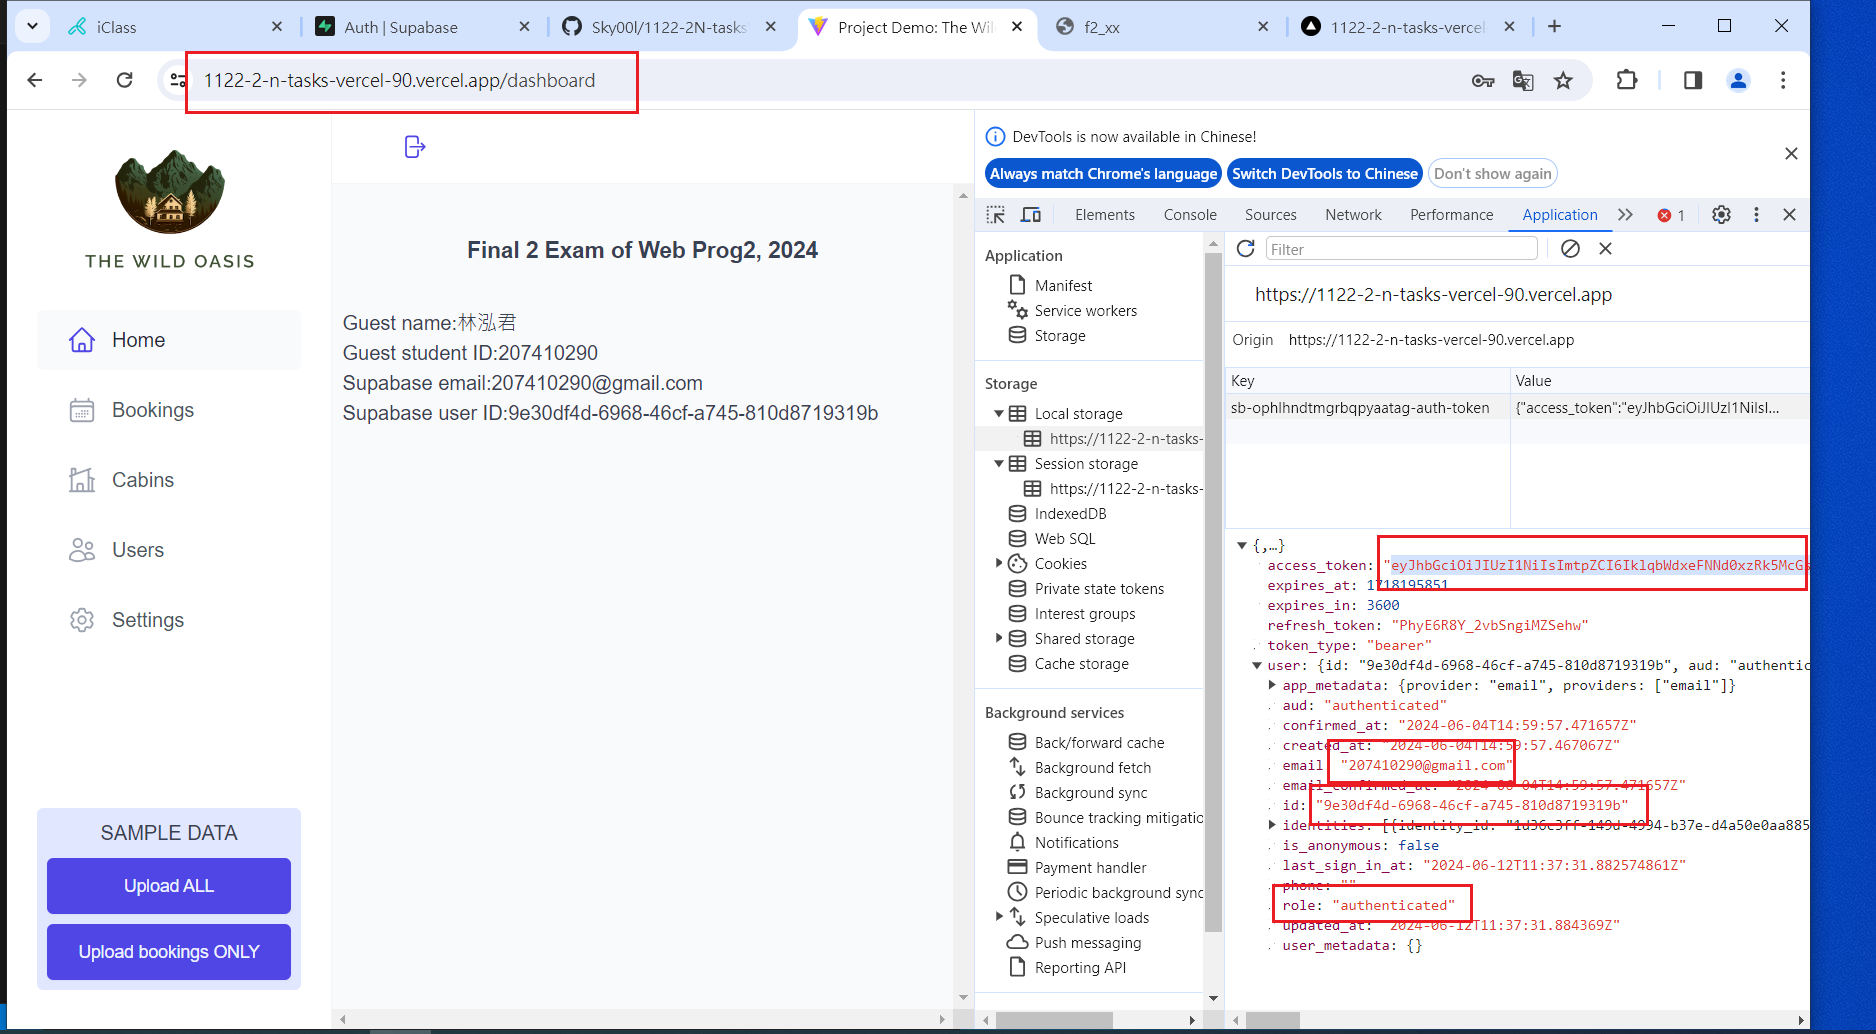 iClass
Auth | Supabase
Sky00l/1122-2N-tasks
Project Demo: The Wil
f2_xx
1122-2-n-tasks-vercel
1122-2-n-tasks-vercel-90.vercel.app/dashboard
THE WILD OASIS
Home
Bookings
Cabins
Users
Settings
SAMPLE DATA
Upload ALL
Upload bookings ONLY
Final 2 Exam of Web Prog2, 2024
Guest name:林泓君
Guest student ID:207410290
Supabase email:207410290@gmail.com
Supabase user ID:9e30df4d-6968-46cf-a745-810d8719319b
DevTools is now available in Chinese!
Always match Chrome's language
Switch DevTools to Chinese
Don't show again
Elements
Console
Sources
Network
Performance
Application
1
Application
Manifest
Service workers
Storage
Storage
Local storage
https://1122-2-n-tasks-
Session storage
https://1122-2-n-tasks-
IndexedDB
Web SQL
Cookies
Private state tokens
Interest groups
Shared storage
Cache storage
Background services
Back/forward cache
Background fetch
Background sync
Bounce tracking mitigatio
Notifications
Payment handler
Periodic background sync
Speculative loads
Push messaging
Reporting API
Filter
https://1122-2-n-tasks-vercel-90.vercel.app
Origin https://1122-2-n-tasks-vercel-90.vercel.app
Key Value
sb-ophlhndtmgrbqpyaatag-auth-token {"access_token":"eyJhbGciOiJIUzI1NiIsI...
{,…}
access_token: "eyJhbGciOiJIUzI1NiIsImtpZCI6IklqbWdxeFNNd0xzRk5McG
expires_at: 1718195851
expires_in: 3600
refresh_token: "PhyE6R8Y_2vbSngiMZSehw"
token_type: "bearer"
user: {id: "9e30df4d-6968-46cf-a745-810d8719319b", aud: "authentic
app_metadata: {provider: "email", providers: ["email"]}
aud: "authenticated"
confirmed_at: "2024-06-04T14:59:57.471657Z"
created_at: "2024-06-04T14:59:57.467067Z"
email "207410290@gmail.com"
email_confirmed_at: "2024-06-04T14:59:57.471657Z"
id: "9e30df4d-6968-46cf-a745-810d8719319b"
identities: [{identity_id: "1d36c3ff-149d-4994-b37e-d4a50e0aa885
is_anonymous: false
last_sign_in_at: "2024-06-12T11:37:31.882574861Z"
phone: ""
role: "authenticated"
updated_at: "2024-06-12T11:37:31.884369Z"
user_metadata: {}